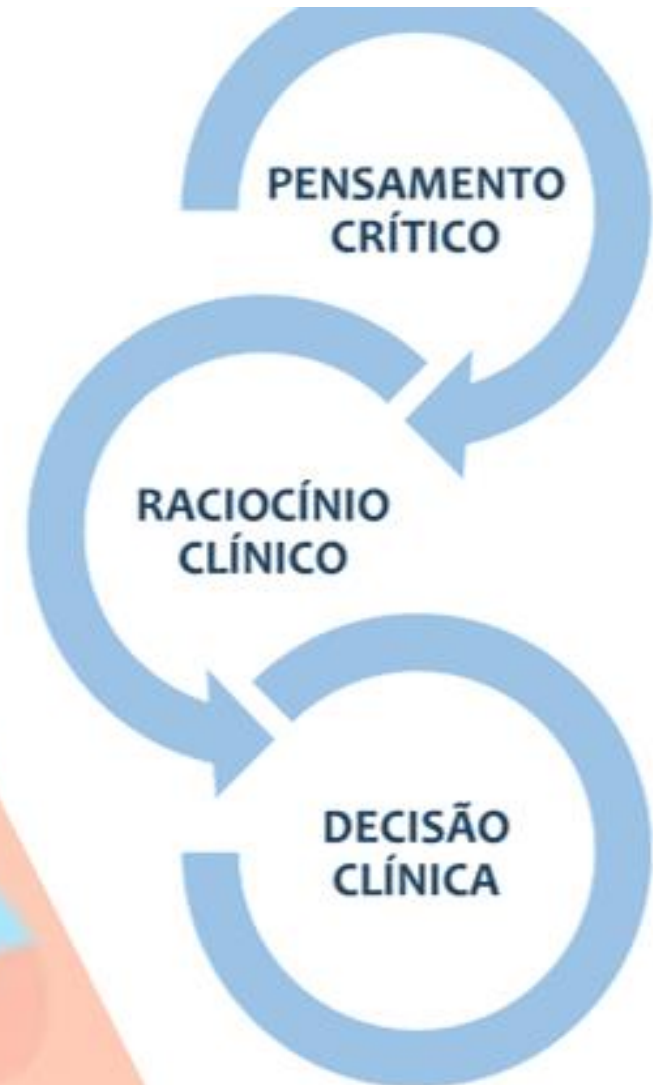 PENSAMENTO
CRÍTICO
RACIOCÍNIO
CLÍNICO
DECISÃO
CLÍNICA